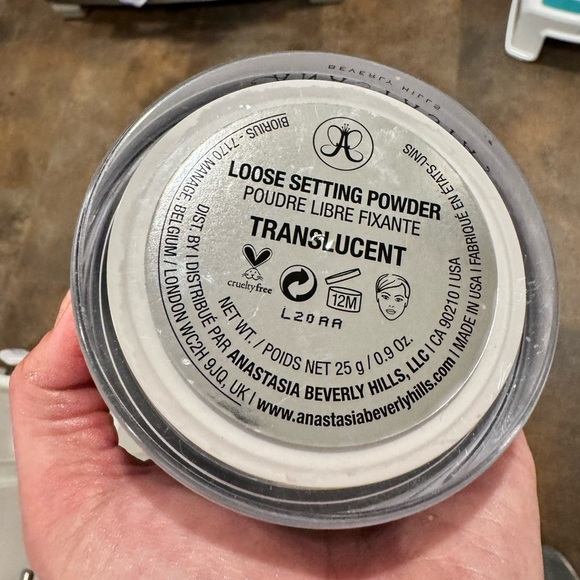 BEVERLY HILLS
LOOSE SETTING POWDER
POUDRE LIBRE FIXANTE
TRANSLUCENT
crueltyfree
12M
L20AA
NET WT. / POIDS NET 25 g / 0.9 OZ.
DIST. BY | DISTRIBUÉ PAR ANASTASIA BEVERLY HILLS, LLC | CA 90210 | USA
BIORIUS - 7170 MANAGE, BELGIUM | LONDON WC2H 9JQ, UK | www.anastasiabeverlyhills.com | MADE IN USA | FABRIQUÉ EN ÉTATS-UNIS